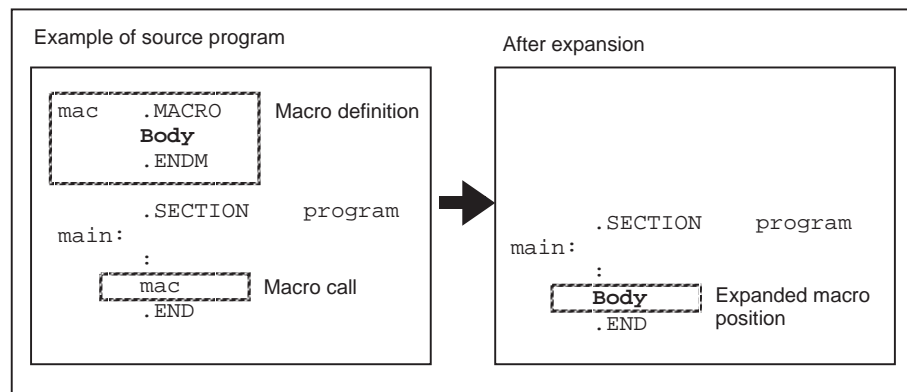 Example of source program
mac .MACRO Macro definition
Body
.ENDM
.SECTION program
main:
:
mac Macro call
.END
After expansion
.SECTION program
main:
:
Body Expanded macro
position
.END